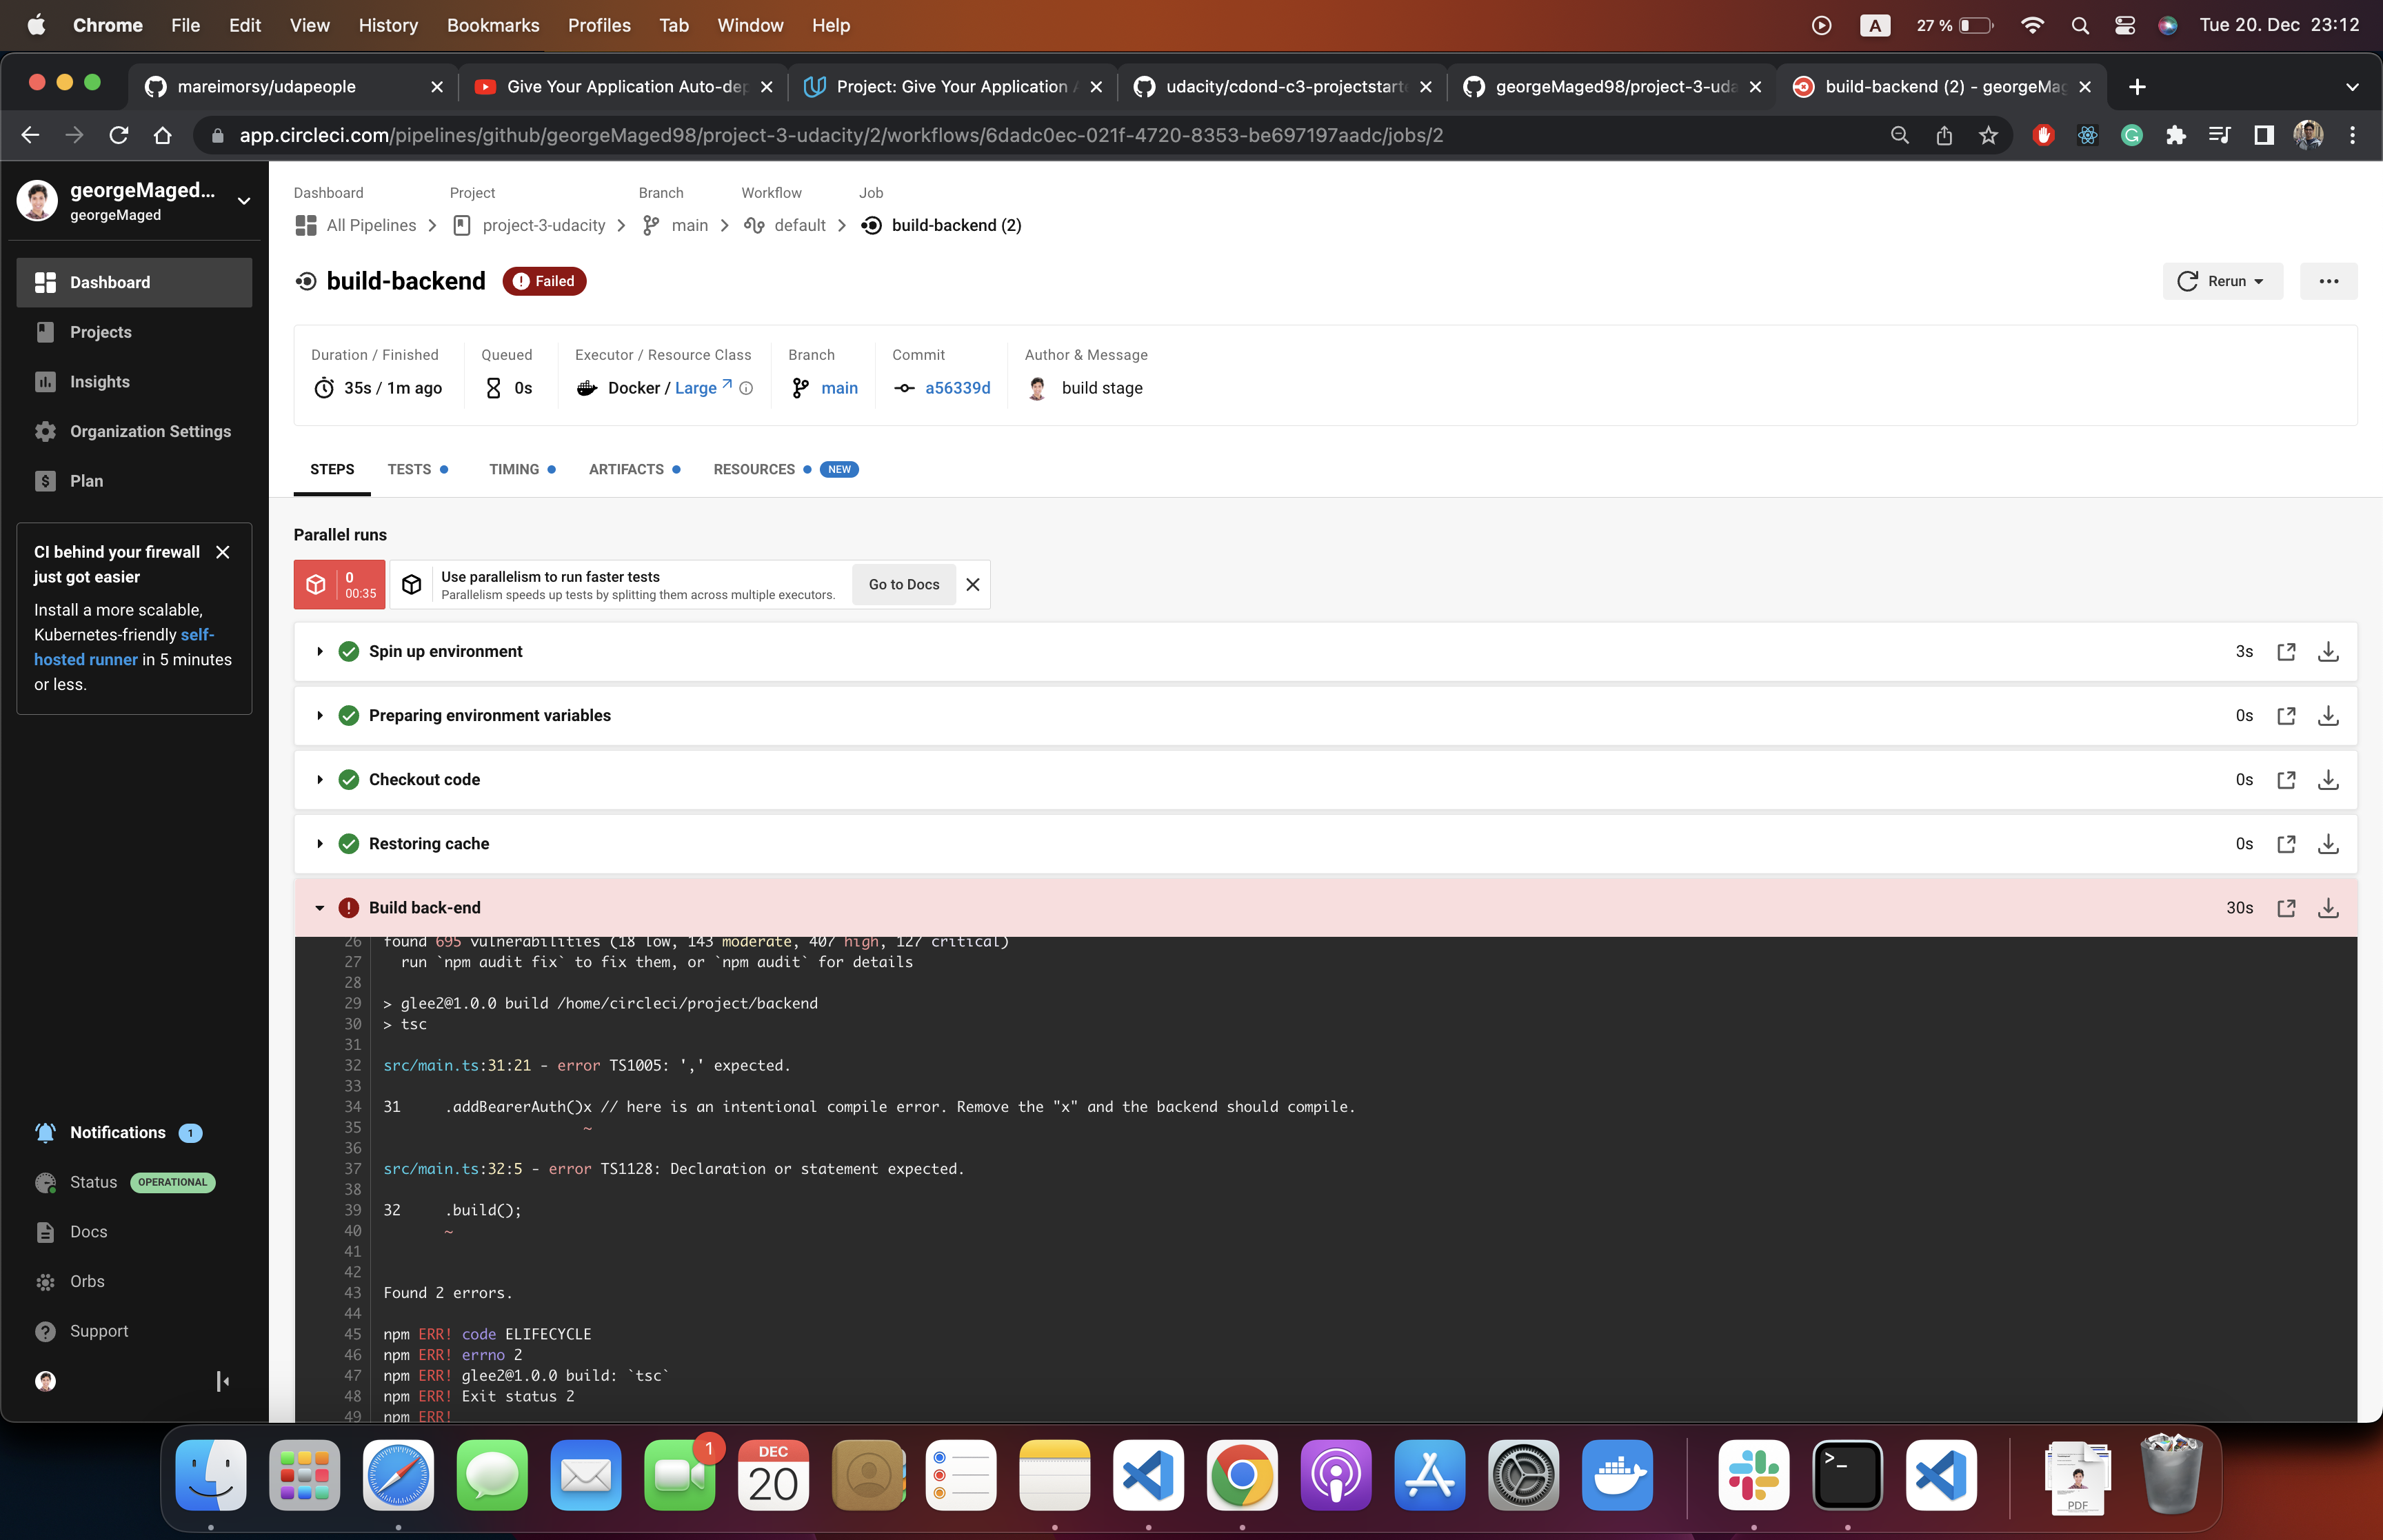 Chrome File Edit View History Bookmarks Profiles Tab Window Help A 27 % Tue 20. Dec 23:12
mareimorsy/udapeople Give Your Application Auto-dep Project: Give Your Application A udacity/cdond-c3-projectstarte georgeMaged98/project-3-uda build-backend (2) - georgeMag
app.circleci.com/pipelines/github/georgeMaged98/project-3-udacity/2/workflows/6dadc0ec-021f-4720-8353-be697197aadc/jobs/2
georgeMaged...
georgeMaged
Dashboard
Projects
Insights
Organization Settings
Plan
CI behind your firewall
just got easier
Install a more scalable,
Kubernetes-friendly self-
hosted runner in 5 minutes
or less.
Notifications 1
Status OPERATIONAL
Docs
Orbs
Support
Dashboard Project Branch Workflow Job
All Pipelines project-3-udacity main default build-backend (2)
build-backend Failed Rerun
Duration / Finished Queued Executor / Resource Class Branch Commit Author & Message
35s / 1m ago 0s Docker / Large main a56339d build stage
STEPS TESTS TIMING ARTIFACTS RESOURCES NEW
Parallel runs
0
00:35
Use parallelism to run faster tests
Parallelism speeds up tests by splitting them across multiple executors.
Go to Docs
Spin up environment 3s
Preparing environment variables 0s
Checkout code 0s
Restoring cache 0s
Build back-end 30s
26 found 695 vulnerabilities (18 low, 143 moderate, 407 high, 127 critical)
27 run `npm audit fix` to fix them, or `npm audit` for details
28
29 > glee2@1.0.0 build /home/circleci/project/backend
30 > tsc
31
32 src/main.ts:31:21 - error TS1005: ',' expected.
33
34 31 .addBearerAuth()x // here is an intentional compile error. Remove the "x" and the backend should compile.
35 ~
36
37 src/main.ts:32:5 - error TS1128: Declaration or statement expected.
38
39 32 .build();
40 ~
41
42
43 Found 2 errors.
44
45 npm ERR! code ELIFECYCLE
46 npm ERR! errno 2
47 npm ERR! glee2@1.0.0 build: `tsc`
48 npm ERR! Exit status 2
49 npm ERR!
1
DEC
20
PDF